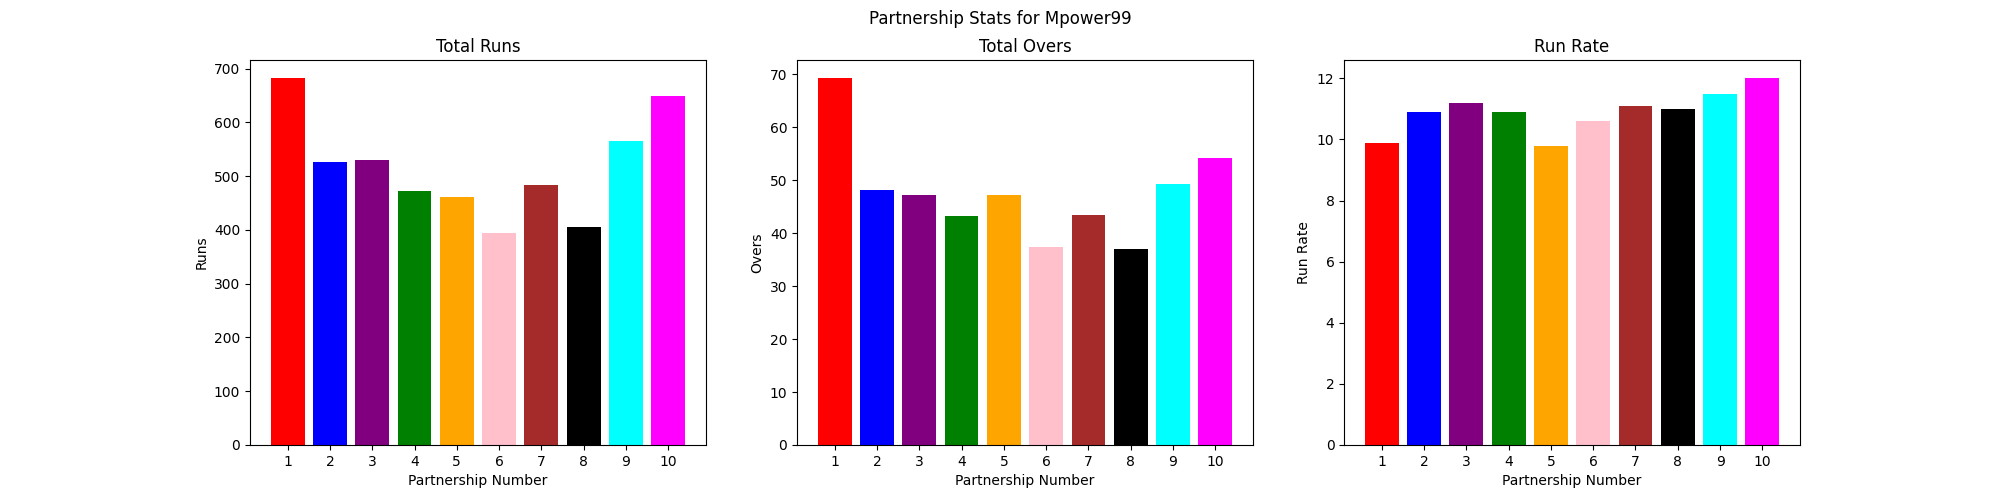 Partnership Stats for Mpower99
Total Runs
700
600
500
400
300
200
100
0
Runs
1 2 3 4 5 6 7 8 9 10
Partnership Number
Total Overs
70
60
50
40
30
20
10
0
Overs
1 2 3 4 5 6 7 8 9 10
Partnership Number
Run Rate
12
10
8
6
4
2
0
Run Rate
1 2 3 4 5 6 7 8 9 10
Partnership Number